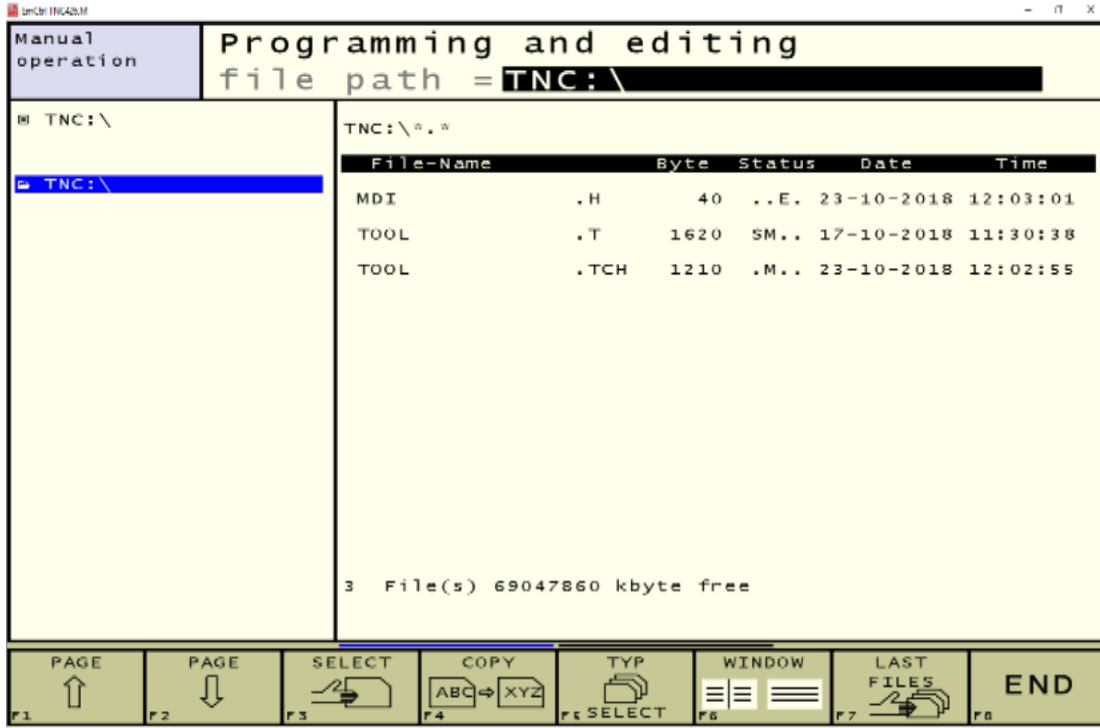 EmCtrl TNC426.M
Manual operation
Programming and editing
file path =TNC:\
TNC:\
TNC:\
TNC:\*.*
File-Name Byte Status Date Time
MDI .H 40 ..E. 23-10-2018 12:03:01
TOOL .T 1620 SM.. 17-10-2018 11:30:38
TOOL .TCH 1210 .M.. 23-10-2018 12:02:55
3 File(s) 69047860 kbyte free
PAGE
F1
PAGE
F2
SELECT
F3
COPY
ABC XYZ
F4
TYP
SELECT
F5
WINDOW
F6
LAST
FILES
F7
END
F8